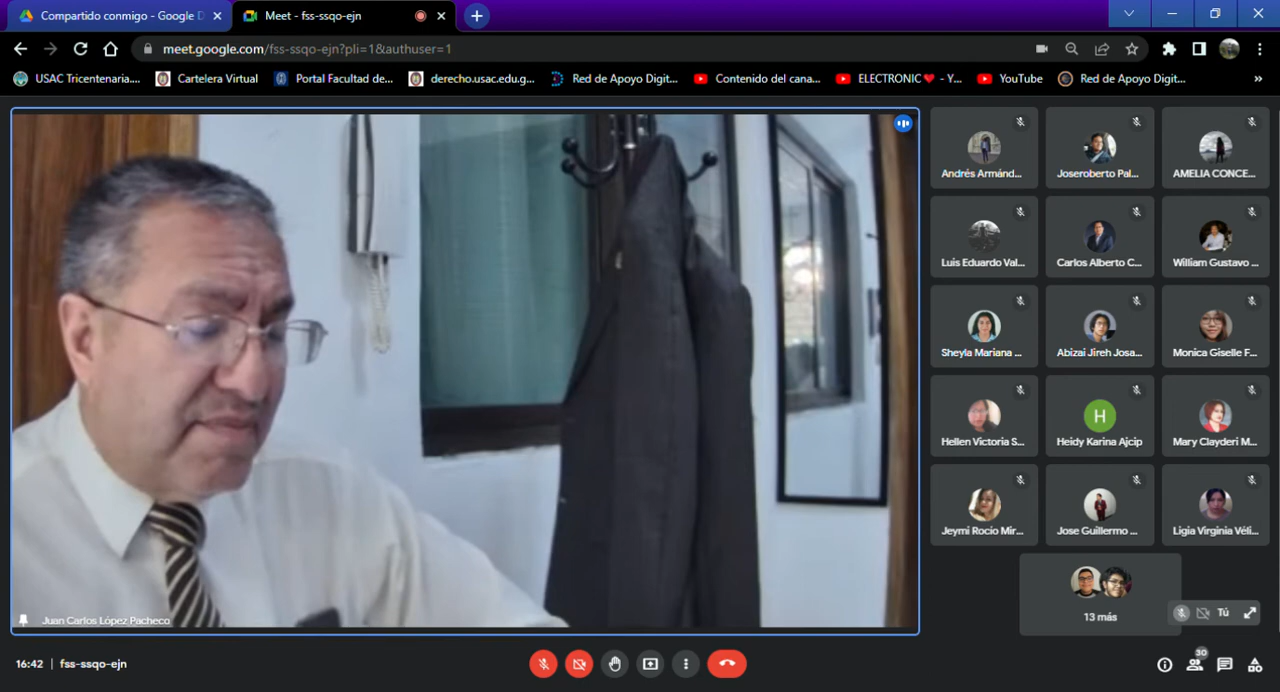 Compartido conmigo - Google D
Meet - fss-ssqo-ejn
meet.google.com/fss-ssqo-ejn?pli=1&authuser=1
USAC Tricentenaria....
Cartelera Virtual
Portal Facultad de...
derecho.usac.edu.g...
Red de Apoyo Digit...
Contenido del cana...
ELECTRONIC❤ - Y...
YouTube
Red de Apoyo Digit...
»
Andrés Armánd...
Joseroberto Pal...
AMELIA CONCE...
Luis Eduardo Val...
Carlos Alberto C...
William Gustavo ...
Sheyla Mariana ...
Abizai Jireh Josa...
Monica Giselle F...
Hellen Victoria S...
H
Heidy Karina Ajcip
Mary Clayderi M...
Jeymi Rocío Mir...
Jose Guillermo ...
Ligia Virginia Véli...
13 más
Tú
Juan Carlos López Pacheco
16:42 | fss-ssqo-ejn
30